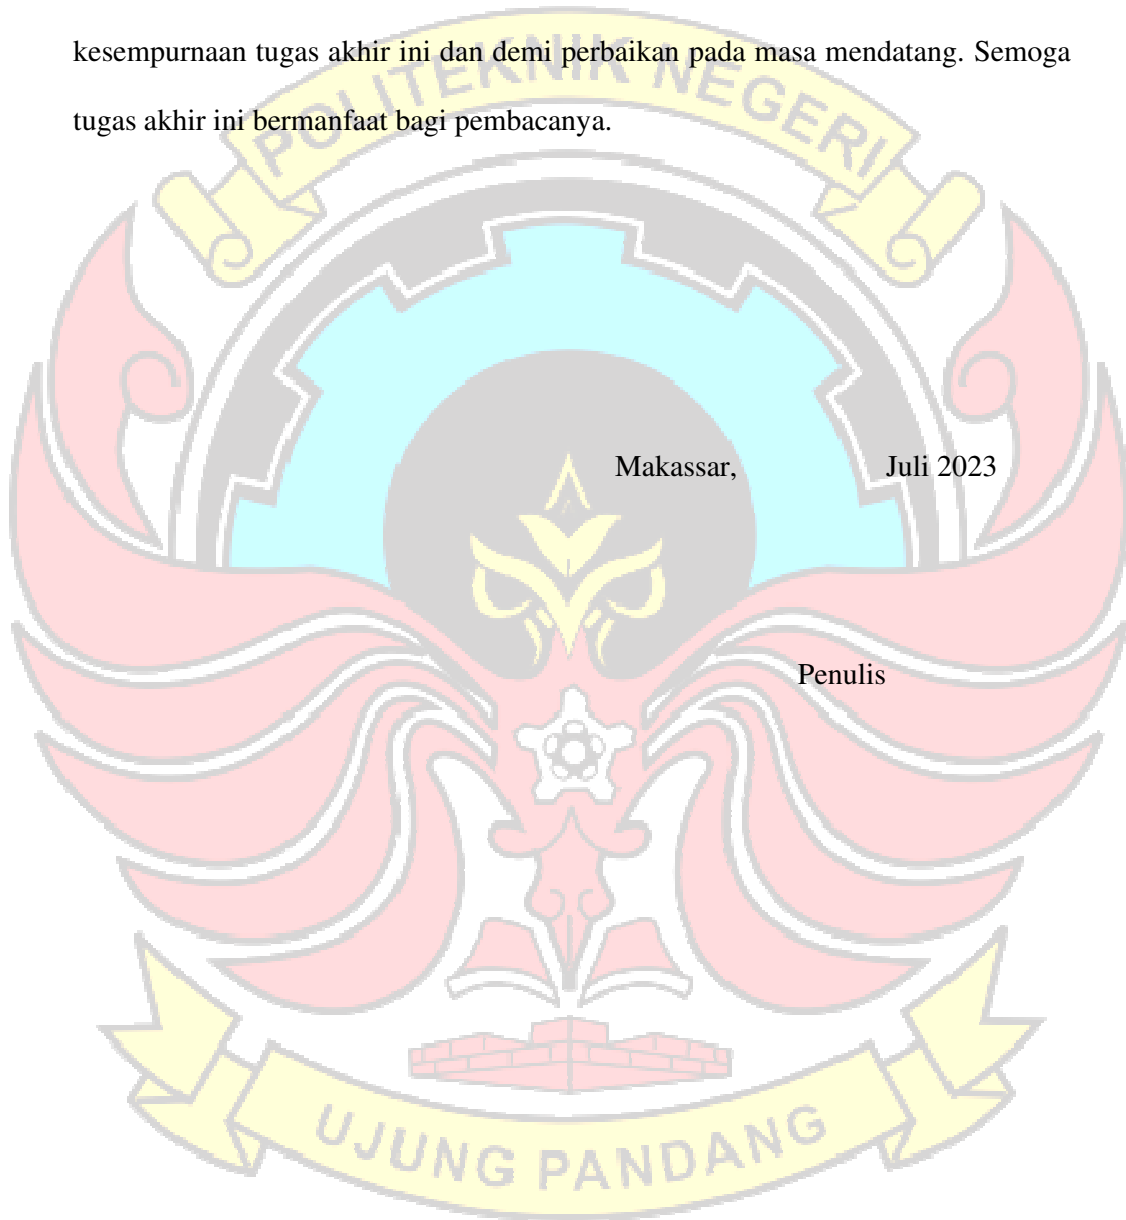 POLITEKNIK NEGERI
kesempurnaan tugas akhir ini dan demi perbaikan pada masa mendatang. Semoga
tugas akhir ini bermanfaat bagi pembacanya.
Makassar, Juli 2023
Penulis
UJUNG PANDANG